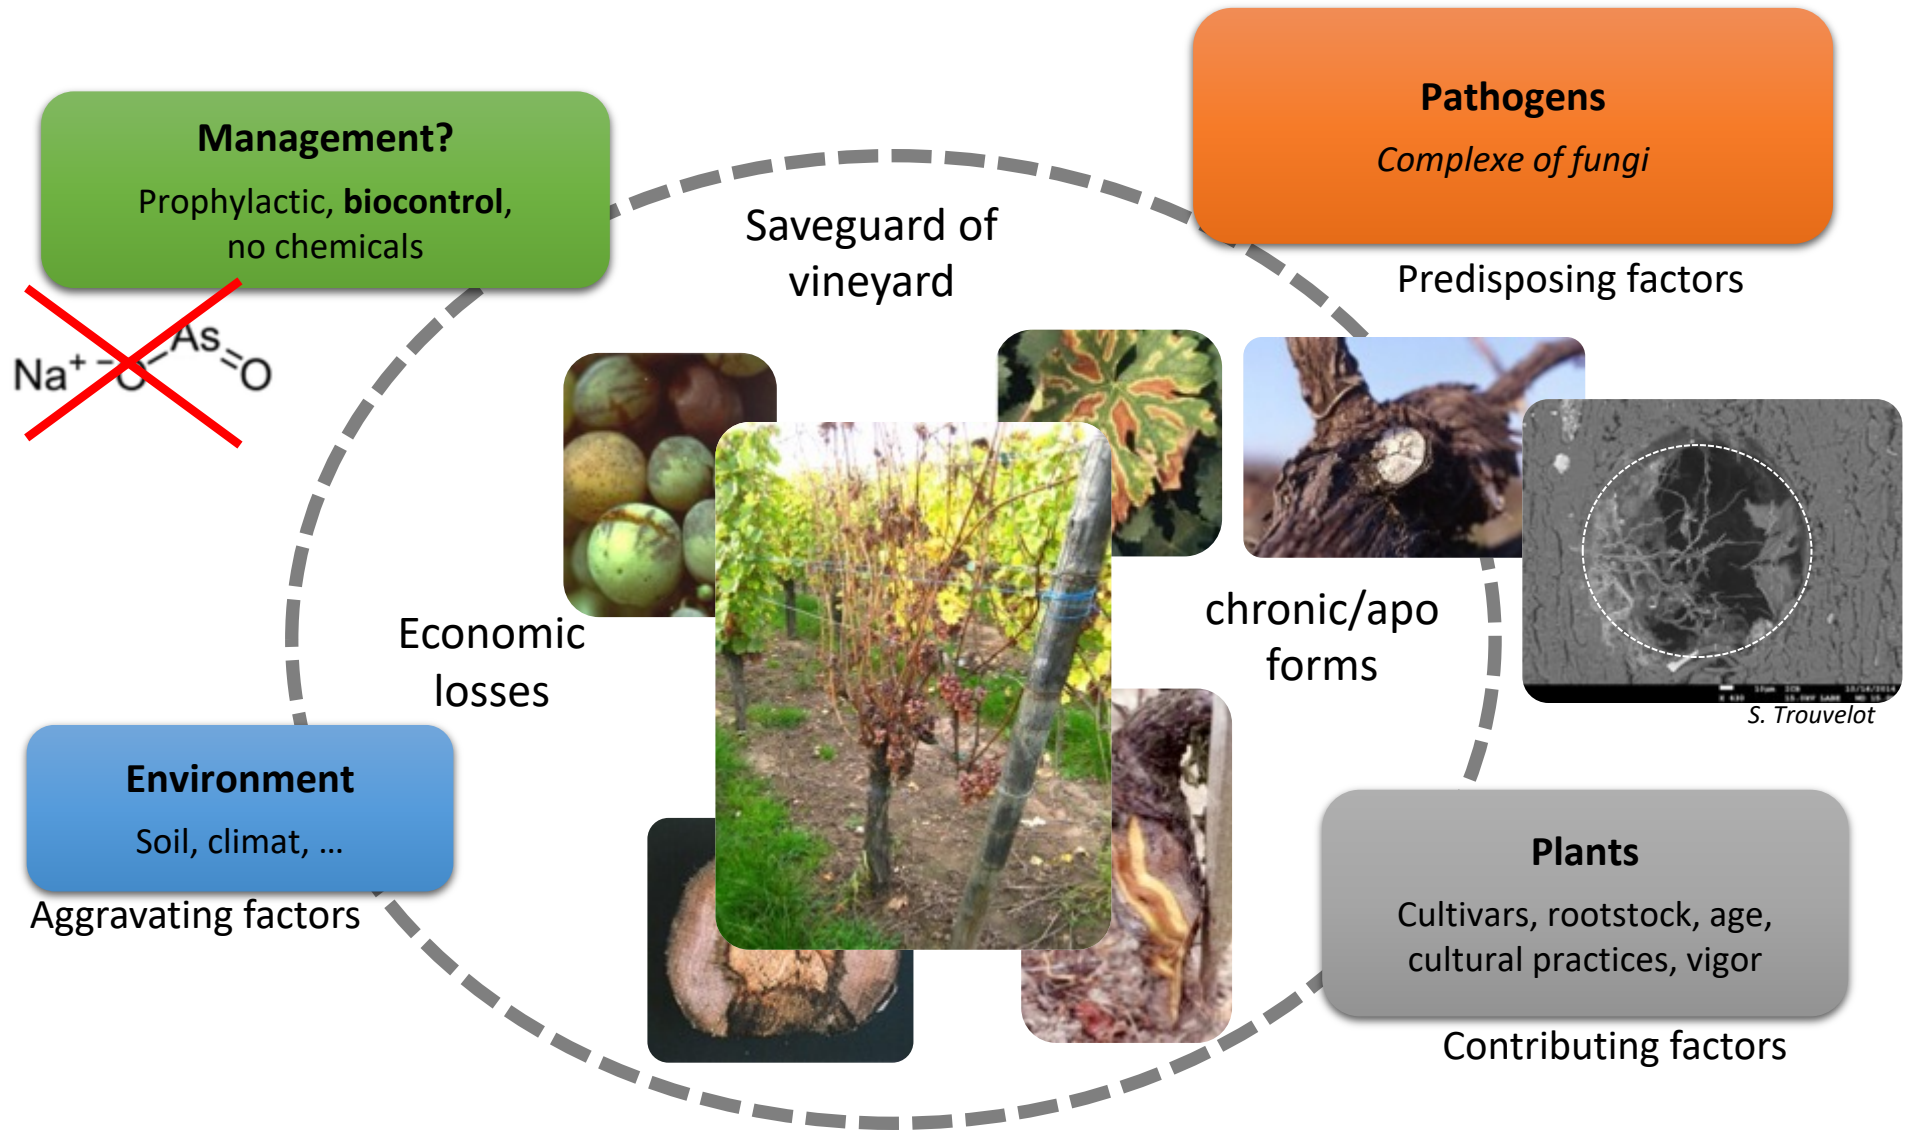 Management?
Prophylactic, biocontrol,
no chemicals
Na+ -O As =O
Pathogens
Complexe of fungi
Predisposing factors
Saveguard of
vineyard
Economic
losses
chronic/apo
forms
S. Trouvelot
Environment
Soil, climat, ...
Aggravating factors
Plants
Cultivars, rootstock, age,
cultural practices, vigor
Contributing factors